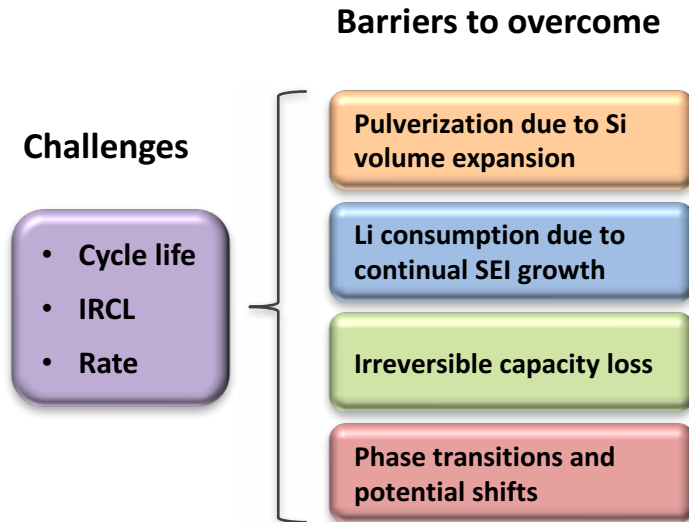 Barriers to overcome
Challenges
• Cycle life
• IRCL
• Rate
Pulverization due to Si
volume expansion
Li consumption due to
continual SEI growth
Irreversible capacity loss
Phase transitions and
potential shifts